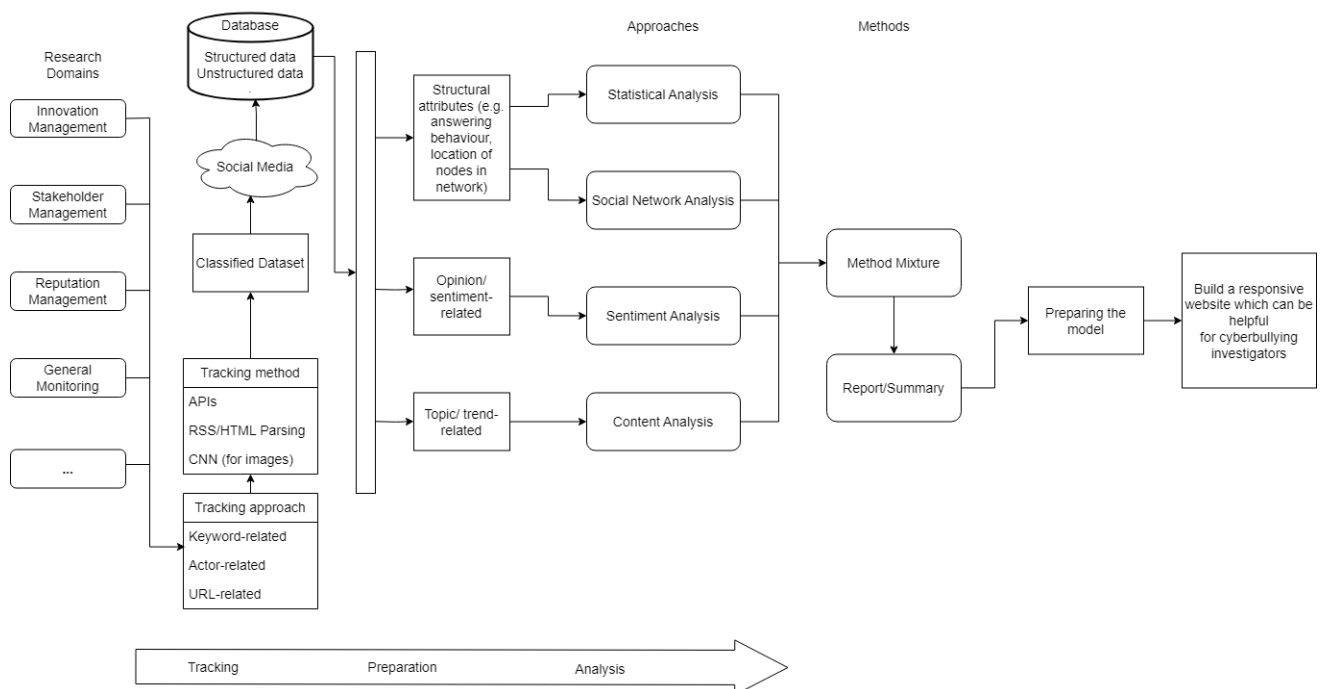 Research
Domains
Innovation
Management
Stakeholder
Management
Reputation
Management
General
Monitoring
...
Database
Structured data
Unstructured data
.
Social Media
Classified Dataset
Tracking method
APIs
RSS/HTML Parsing
CNN (for images)
Tracking approach
Keyword-related
Actor-related
URL-related
Structural
attributes (e.g.
answering
behaviour,
location of
nodes in
network)
Opinion/
sentiment-
related
Topic/ trend-
related
Approaches
Statistical Analysis
Social Network Analysis
Sentiment Analysis
Content Analysis
Methods
Method Mixture
Report/Summary
Preparing the
model
Build a responsive
website which can be
helpful
for cyberbullying
investigators
Tracking
Preparation
Analysis